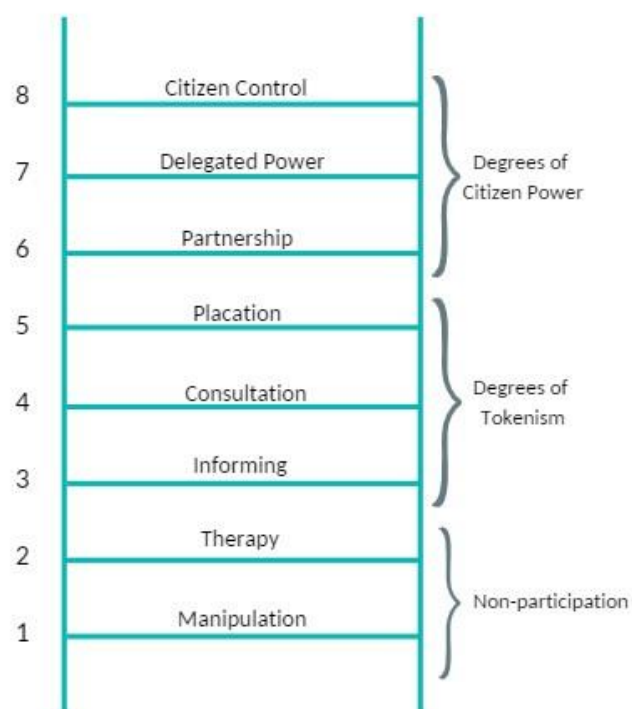 8
Citizen Control
7
Delegated Power
Degrees of
Citizen Power
6
Partnership
5
Placation
4
Consultation
Degrees of
Tokenism
3
Informing
2
Therapy
1
Manipulation
Non-participation